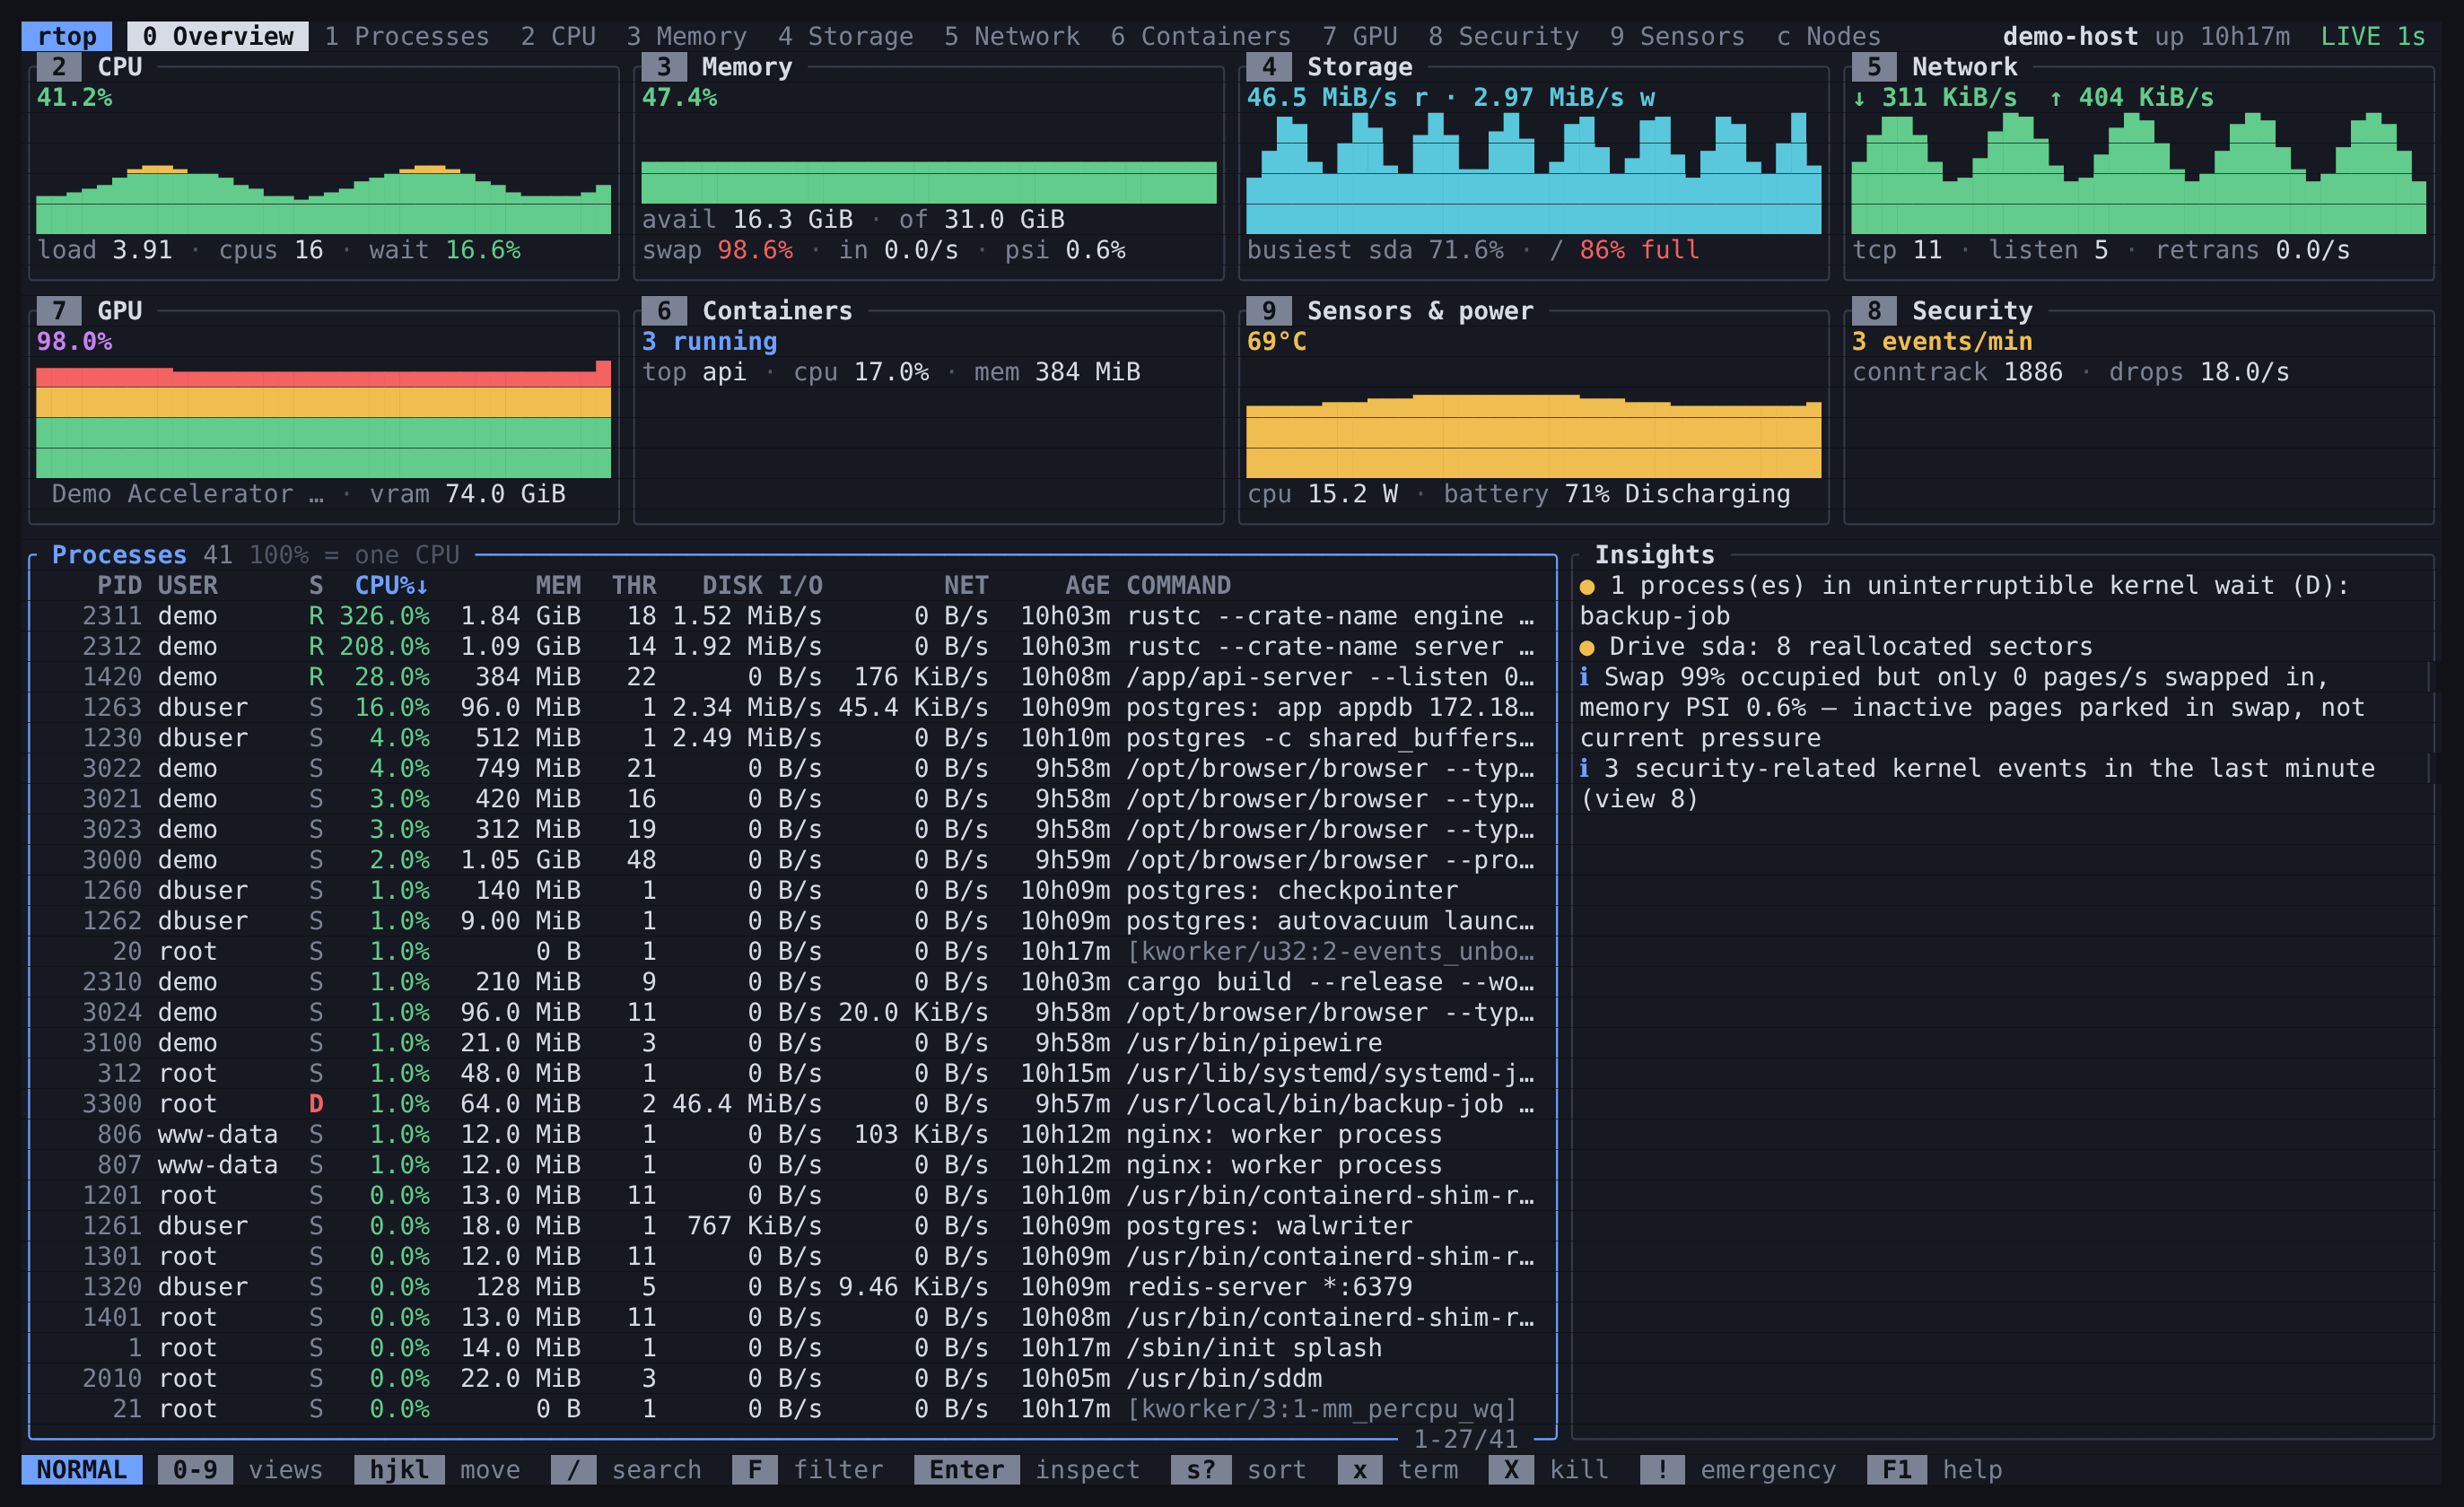 rtop 0 Overview 1 Processes 2 CPU 3 Memory 4 Storage 5 Network 6 Containers 7 GPU 8 Security 9 Sensors c Nodes demo-host up 10h17m LIVE 1s
2 CPU
41.2%
load 3.91 · cpus 16 · wait 16.6%
3 Memory
47.4%
avail 16.3 GiB · of 31.0 GiB
swap 98.6% · in 0.0/s · psi 0.6%
4 Storage
46.5 MiB/s r · 2.97 MiB/s w
busiest sda 71.6% · / 86% full
5 Network
↓ 311 KiB/s ↑ 404 KiB/s
tcp 11 · listen 5 · retrans 0.0/s
7 GPU
98.0%
Demo Accelerator … · vram 74.0 GiB
6 Containers
3 running
top api · cpu 17.0% · mem 384 MiB
9 Sensors & power
69°C
cpu 15.2 W · battery 71% Discharging
8 Security
3 events/min
conntrack 1886 · drops 18.0/s
Processes 41 100% = one CPU
PID USER S CPU%↓ MEM THR DISK I/O NET AGE COMMAND
2311 demo R 326.0% 1.84 GiB 18 1.52 MiB/s 0 B/s 10h03m rustc --crate-name engine …
2312 demo R 208.0% 1.09 GiB 14 1.92 MiB/s 0 B/s 10h03m rustc --crate-name server …
1420 demo R 28.0% 384 MiB 22 0 B/s 176 KiB/s 10h08m /app/api-server --listen 0…
1263 dbuser S 16.0% 96.0 MiB 1 2.34 MiB/s 45.4 KiB/s 10h09m postgres: app appdb 172.18…
1230 dbuser S 4.0% 512 MiB 1 2.49 MiB/s 0 B/s 10h10m postgres -c shared_buffers…
3022 demo S 4.0% 749 MiB 21 0 B/s 0 B/s 9h58m /opt/browser/browser --typ…
3021 demo S 3.0% 420 MiB 16 0 B/s 0 B/s 9h58m /opt/browser/browser --typ…
3023 demo S 3.0% 312 MiB 19 0 B/s 0 B/s 9h58m /opt/browser/browser --typ…
3000 demo S 2.0% 1.05 GiB 48 0 B/s 0 B/s 9h59m /opt/browser/browser --pro…
1260 dbuser S 1.0% 140 MiB 1 0 B/s 0 B/s 10h09m postgres: checkpointer
1262 dbuser S 1.0% 9.00 MiB 1 0 B/s 0 B/s 10h09m postgres: autovacuum launc…
20 root S 1.0% 0 B 1 0 B/s 0 B/s 10h17m [kworker/u32:2-events_unbo…
2310 demo S 1.0% 210 MiB 9 0 B/s 0 B/s 10h03m cargo build --release --wo…
3024 demo S 1.0% 96.0 MiB 11 0 B/s 20.0 KiB/s 9h58m /opt/browser/browser --typ…
3100 demo S 1.0% 21.0 MiB 3 0 B/s 0 B/s 9h58m /usr/bin/pipewire
312 root S 1.0% 48.0 MiB 1 0 B/s 0 B/s 10h15m /usr/lib/systemd/systemd-j…
3300 root D 1.0% 64.0 MiB 2 46.4 MiB/s 0 B/s 9h57m /usr/local/bin/backup-job …
806 www-data S 1.0% 12.0 MiB 1 0 B/s 103 KiB/s 10h12m nginx: worker process
807 www-data S 1.0% 12.0 MiB 1 0 B/s 0 B/s 10h12m nginx: worker process
1201 root S 0.0% 13.0 MiB 11 0 B/s 0 B/s 10h10m /usr/bin/containerd-shim-r…
1261 dbuser S 0.0% 18.0 MiB 1 767 KiB/s 0 B/s 10h09m postgres: walwriter
1301 root S 0.0% 12.0 MiB 11 0 B/s 0 B/s 10h09m /usr/bin/containerd-shim-r…
1320 dbuser S 0.0% 128 MiB 5 0 B/s 9.46 KiB/s 10h09m redis-server *:6379
1401 root S 0.0% 13.0 MiB 11 0 B/s 0 B/s 10h08m /usr/bin/containerd-shim-r…
1 root S 0.0% 14.0 MiB 1 0 B/s 0 B/s 10h17m /sbin/init splash
2010 root S 0.0% 22.0 MiB 3 0 B/s 0 B/s 10h05m /usr/bin/sddm
21 root S 0.0% 0 B 1 0 B/s 0 B/s 10h17m [kworker/3:1-mm_percpu_wq]
1-27/41
Insights
● 1 process(es) in uninterruptible kernel wait (D):
backup-job
● Drive sda: 8 reallocated sectors
ℹ Swap 99% occupied but only 0 pages/s swapped in,
memory PSI 0.6% — inactive pages parked in swap, not
current pressure
ℹ 3 security-related kernel events in the last minute
(view 8)
NORMAL 0-9 views hjkl move / search F filter Enter inspect s? sort x term X kill ! emergency F1 help